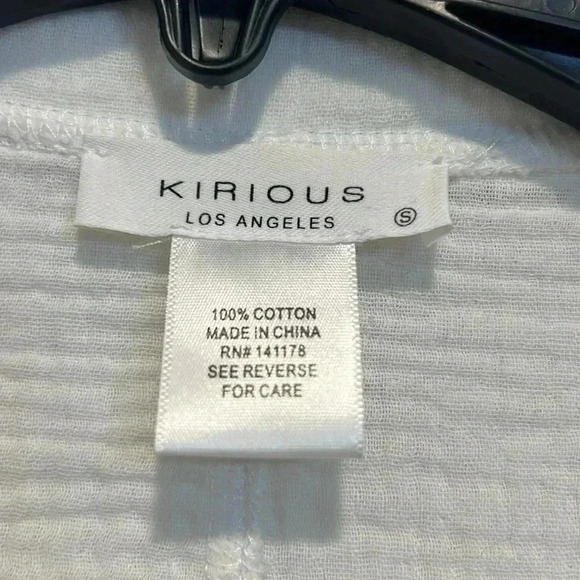 KIRIOUS
LOS ANGELES
S
100% COTTON
MADE IN CHINA
RN# 141178
SEE REVERSE
FOR CARE